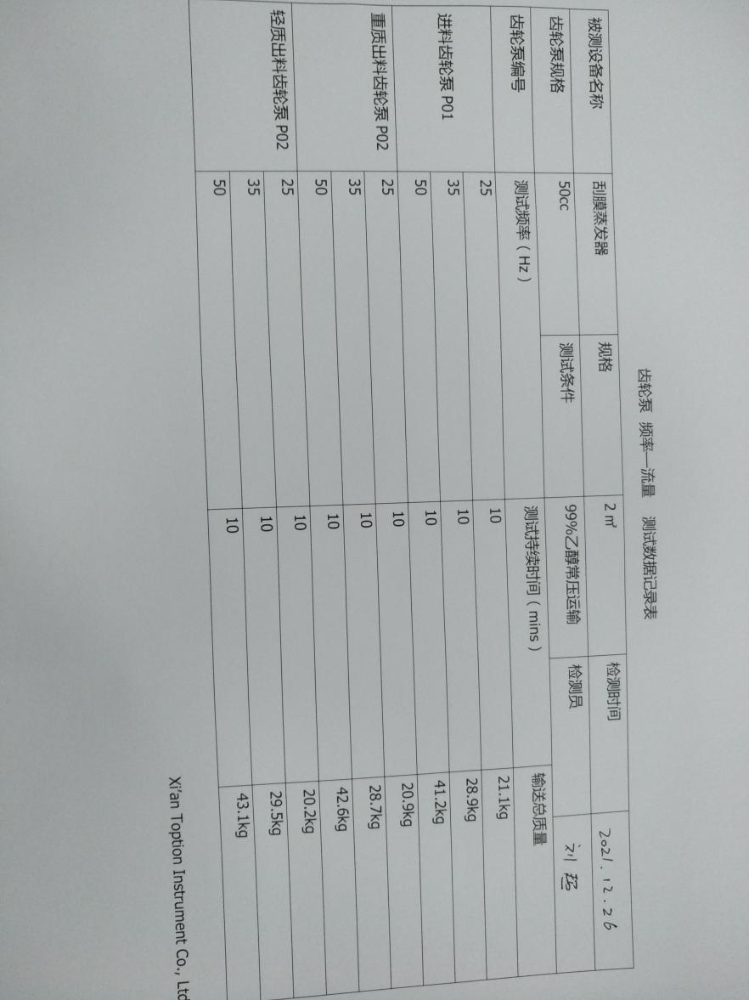 齿轮泵 频率—流量 测试数据记录表
被测设备名称 刮膜蒸发器 规格 2㎡ 检测时间 2021.12.26
齿轮泵规格 50cc 测试条件 99%乙醇常压运输 检测员 刘
齿轮泵编号 测试频率(Hz) 测试持续时间(mins) 输送总质量
进料齿轮泵 P01 25 10 21.1kg
35 10 28.9kg
50 10 41.2kg
重质出料齿轮泵 P02 25 10 20.9kg
35 10 28.7kg
50 10 42.6kg
轻质出料齿轮泵 P02 25 10 20.2kg
35 10 29.5kg
50 10 43.1kg
Xi'an Toption Instrument Co., Ltd